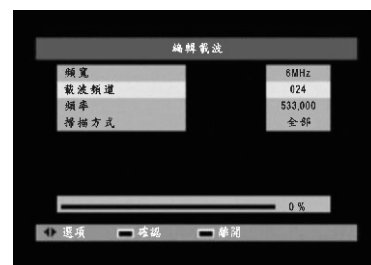 編輯載波
頻寬 6MHz
載波頻道 024
頻率 533,000
掃描方式 全部
0 %
選項 確認 離開